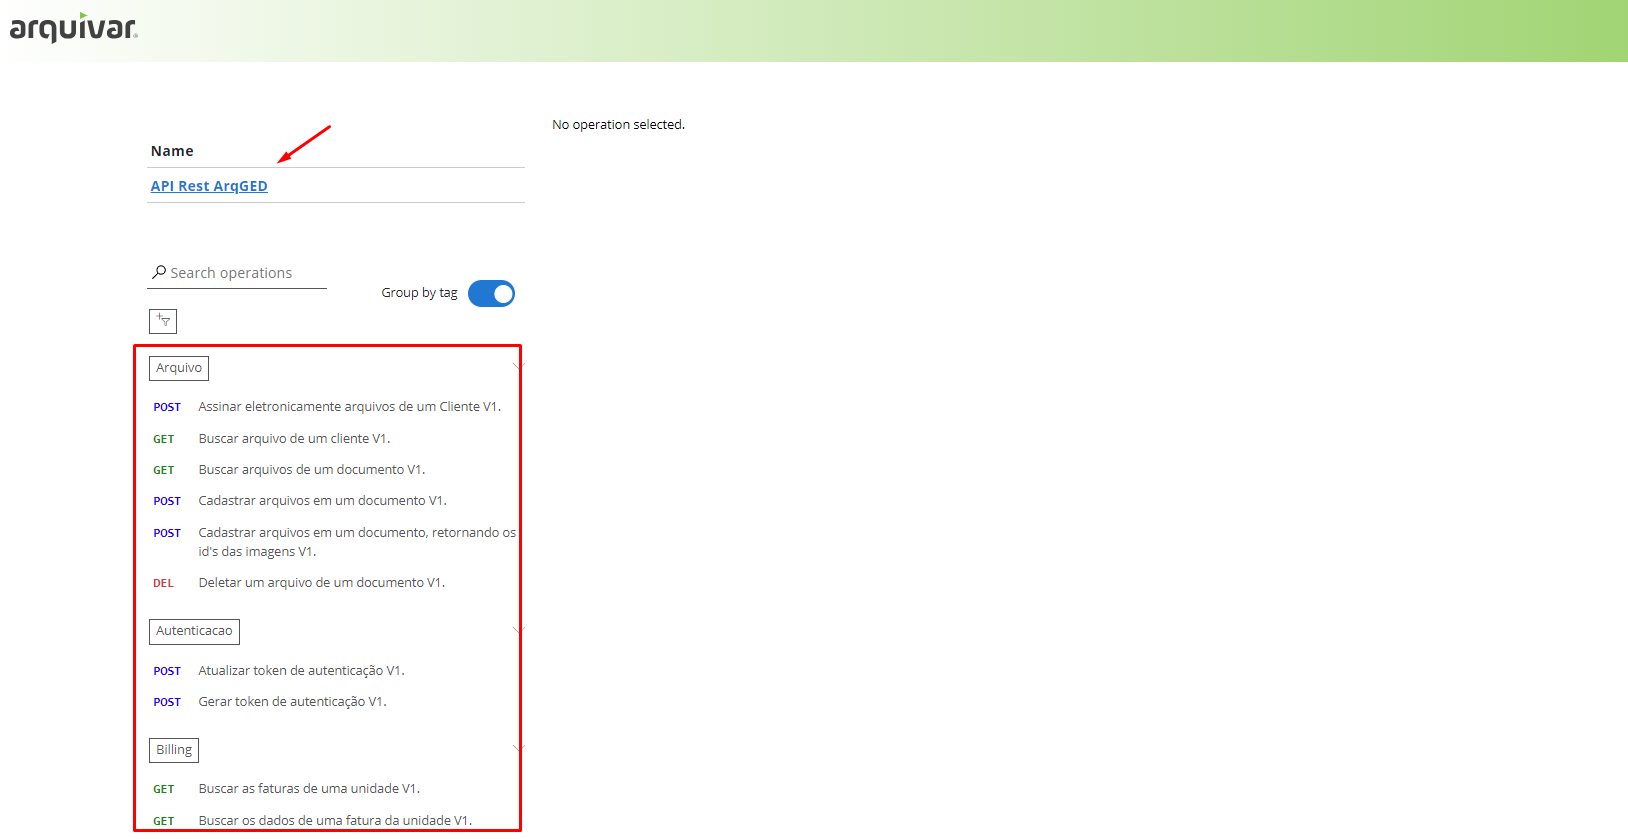 arquivar
Name
API Rest ArqGED
No operation selected.
Search operations
Group by tag
Arquivo
POST Assinar eletronicamente arquivos de um Cliente V1.
GET Buscar arquivo de um cliente V1.
GET Buscar arquivos de um documento V1.
POST Cadastrar arquivos em um documento V1.
POST Cadastrar arquivos em um documento, retornando os
id's das imagens V1.
DEL Deletar um arquivo de um documento V1.
Autenticacao
POST Atualizar token de autenticação V1.
POST Gerar token de autenticação V1.
Billing
GET Buscar as faturas de uma unidade V1.
GET Buscar os dados de uma fatura da unidade V1.